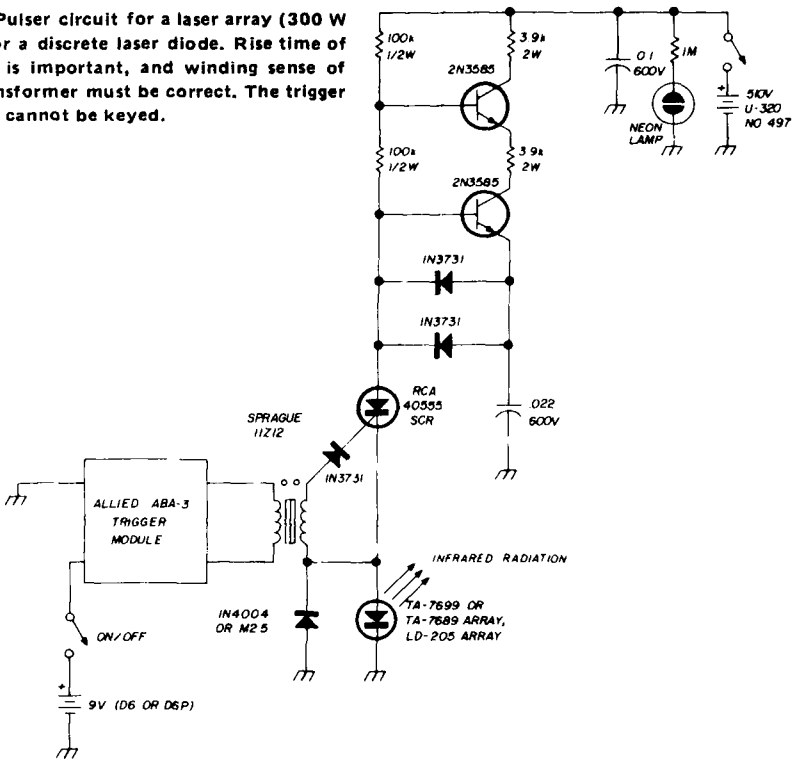 Pulser circuit for a laser array (300 W
r a discrete laser diode. Rise time of
is important, and winding sense of
nsformer must be correct. The trigger
cannot be keyed.
100k
1/2W
3.9k
2W
2N3585
100k
1/2W
3.9k
2W
2N3585
1N3731
1N3731
RCA
40555
SCR
.022
600V
0.1
600V
1M
NEON
LAMP
+
510V
U-320
NO 497
SPRAGUE
11Z12
1N3731
ALLIED ABA-3
TRIGGER
MODULE
ON/OFF
+
9V (D6 OR D6P)
1N4004
OR M2.5
INFRARED RADIATION
TA-7699 OR
TA-7689 ARRAY,
LD-205 ARRAY